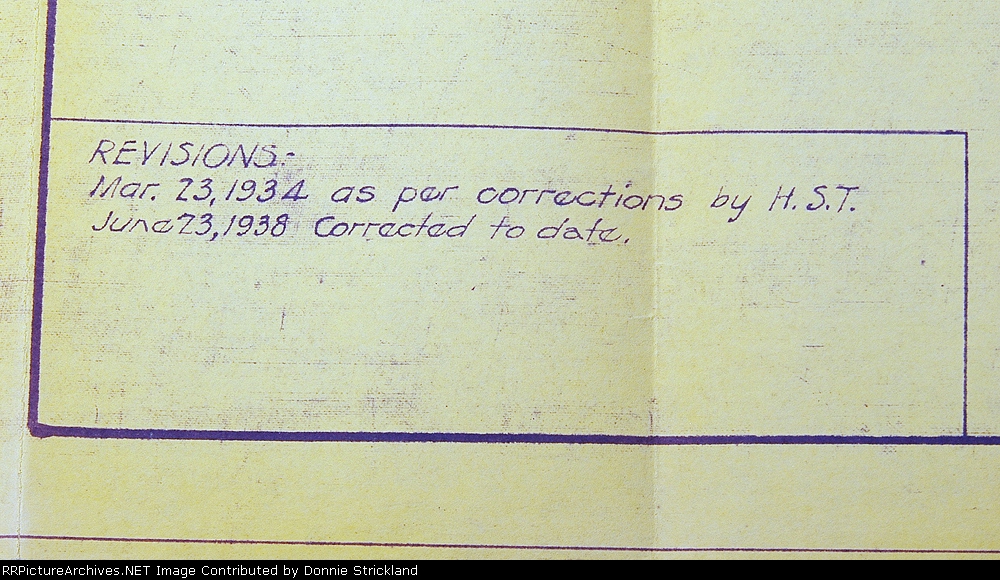 REVISIONS:-
Mar. 23, 1934 as per corrections by H.S.T.
June 23, 1938 Corrected to date.
RRPictureArchives.NET Image Contributed by Donnie Strickland